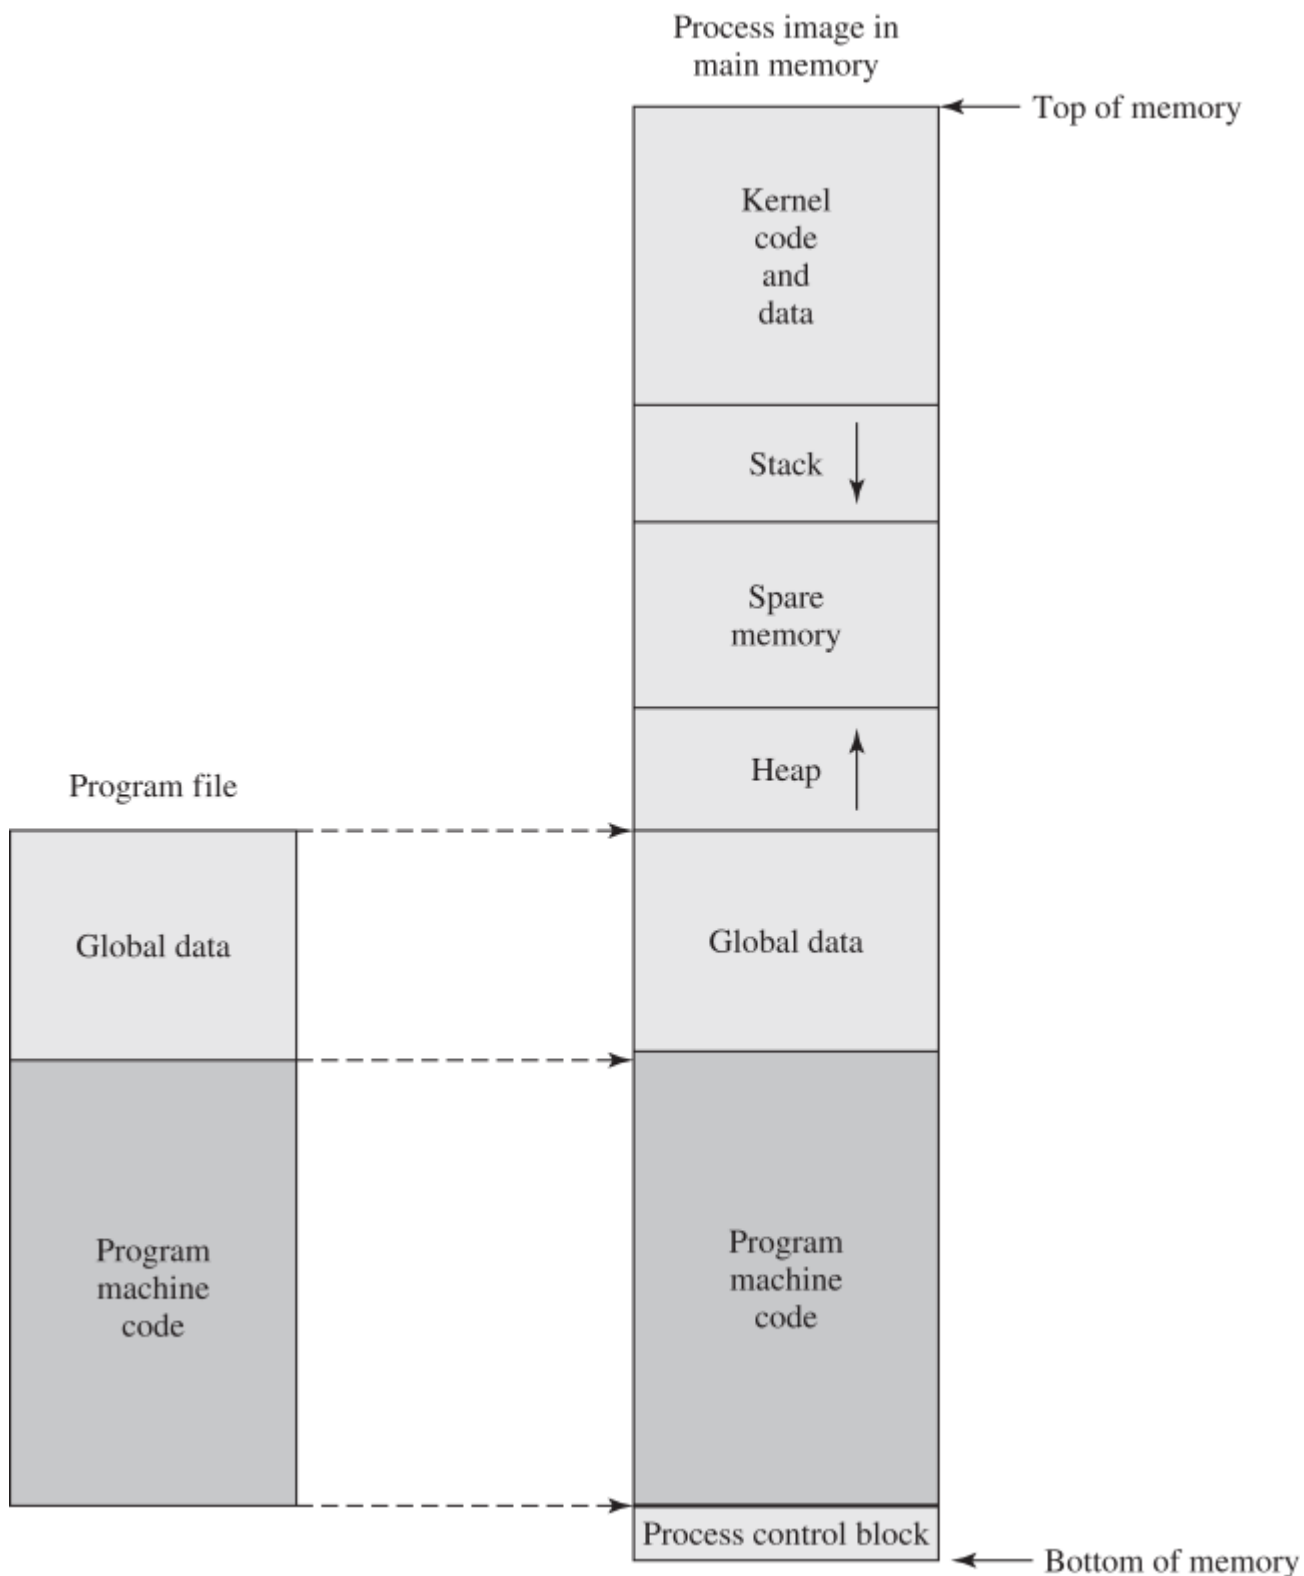 Process image in
main memory
Top of memory
Kernel
code
and
data
Stack
Spare
memory
Heap
Program file
Global data
Global data
Program
machine
code
Program
machine
code
Process control block
Bottom of memory